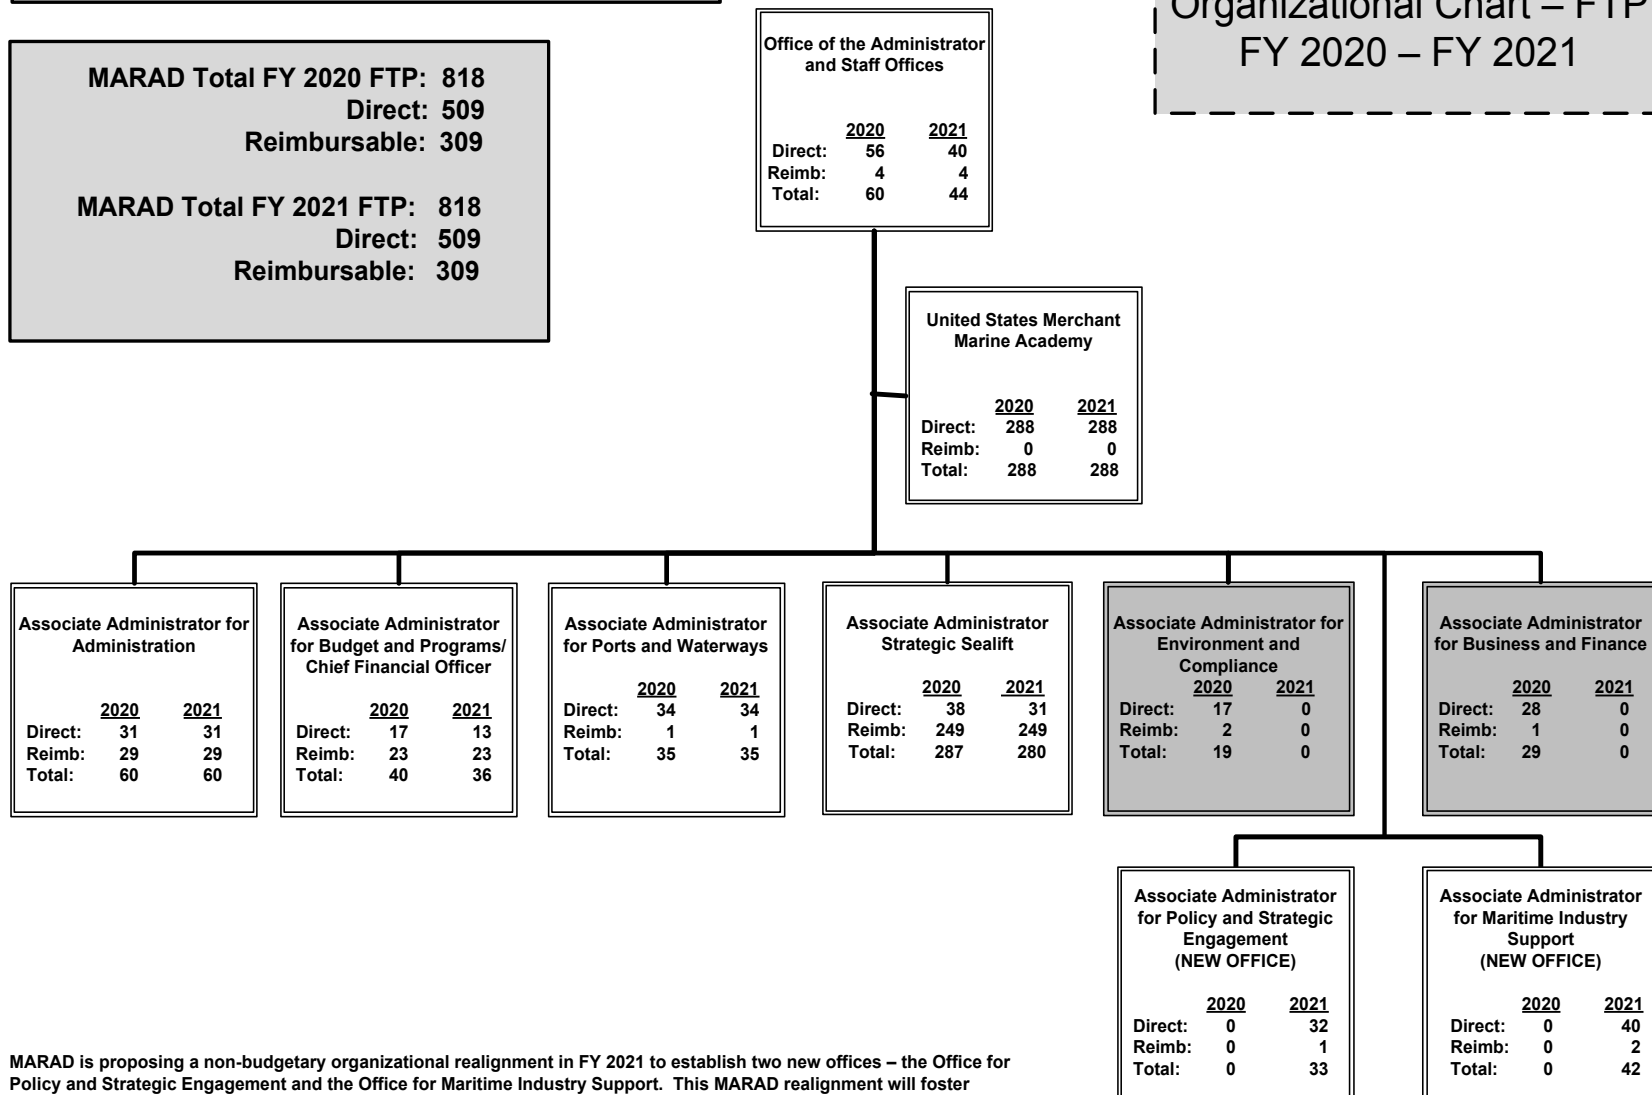 Organizational Chart – FTP
FY 2020 – FY 2021
MARAD Total FY 2020 FTP: 818
Direct: 509
Reimbursable: 309
MARAD Total FY 2021 FTP: 818
Direct: 509
Reimbursable: 309
Office of the Administrator
and Staff Offices
2020 2021
Direct: 56 40
Reimb: 4 4
Total: 60 44
United States Merchant
Marine Academy
2020 2021
Direct: 288 288
Reimb: 0 0
Total: 288 288
Associate Administrator for
Administration
2020 2021
Direct: 31 31
Reimb: 29 29
Total: 60 60
Associate Administrator
for Budget and Programs/
Chief Financial Officer
2020 2021
Direct: 17 13
Reimb: 23 23
Total: 40 36
Associate Administrator
for Ports and Waterways
2020 2021
Direct: 34 34
Reimb: 1 1
Total: 35 35
Associate Administrator
Strategic Sealift
2020 2021
Direct: 38 31
Reimb: 249 249
Total: 287 280
Associate Administrator for
Environment and
Compliance
2020 2021
Direct: 17 0
Reimb: 2 0
Total: 19 0
Associate Administrator
for Business and Finance
2020 2021
Direct: 28 0
Reimb: 1 0
Total: 29 0
Associate Administrator
for Policy and Strategic
Engagement
(NEW OFFICE)
2020 2021
Direct: 0 32
Reimb: 0 1
Total: 0 33
Associate Administrator
for Maritime Industry
Support
(NEW OFFICE)
2020 2021
Direct: 0 40
Reimb: 0 2
Total: 0 42
MARAD is proposing a non-budgetary organizational realignment in FY 2021 to establish two new offices – the Office for
Policy and Strategic Engagement and the Office for Maritime Industry Support. This MARAD realignment will foster